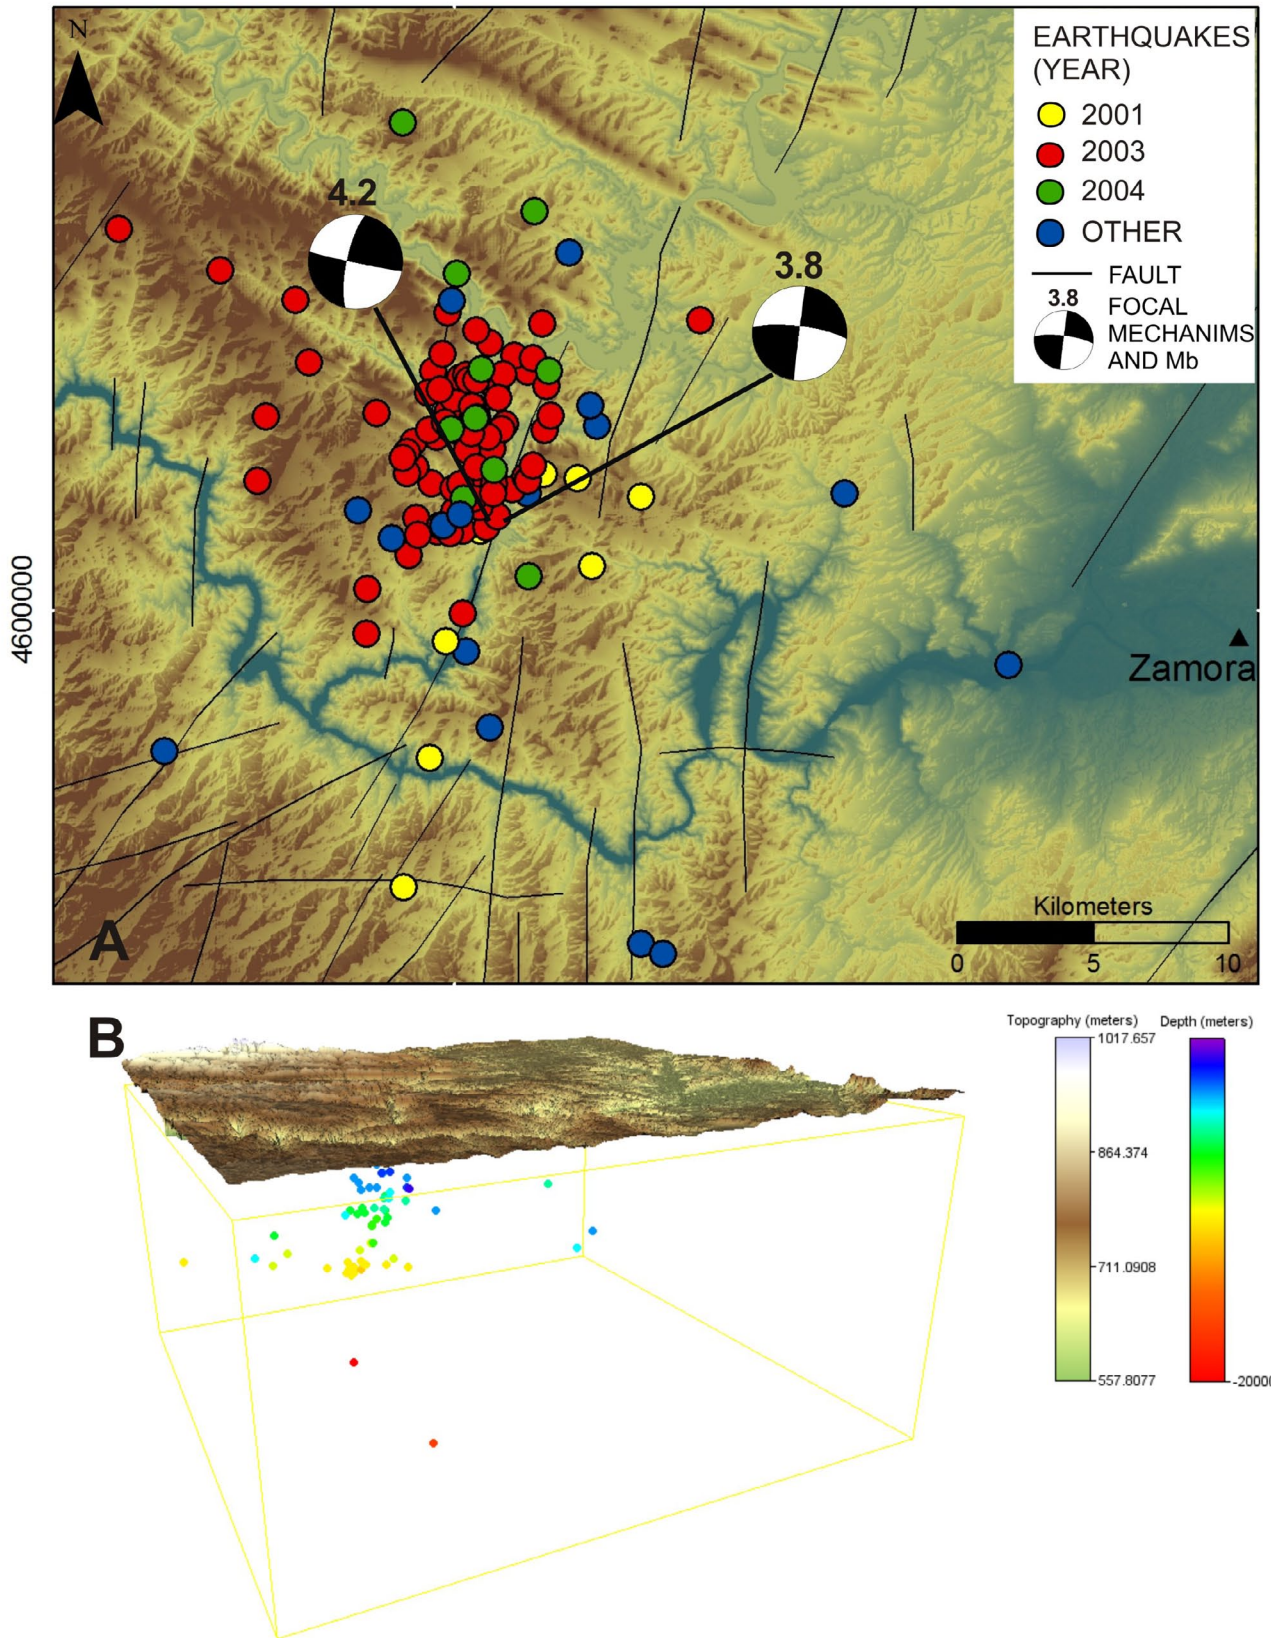 N
EARTHQUAKES
(YEAR)
2001
2003
2004
OTHER
FAULT
3.8
FOCAL
MECHANIMS
AND Mb
4.2
3.8
4600000
Zamora
A
Kilometers
0 5 10
B
Topography (meters) Depth (meters)
1017.657
864.374
711.0908
557.8077